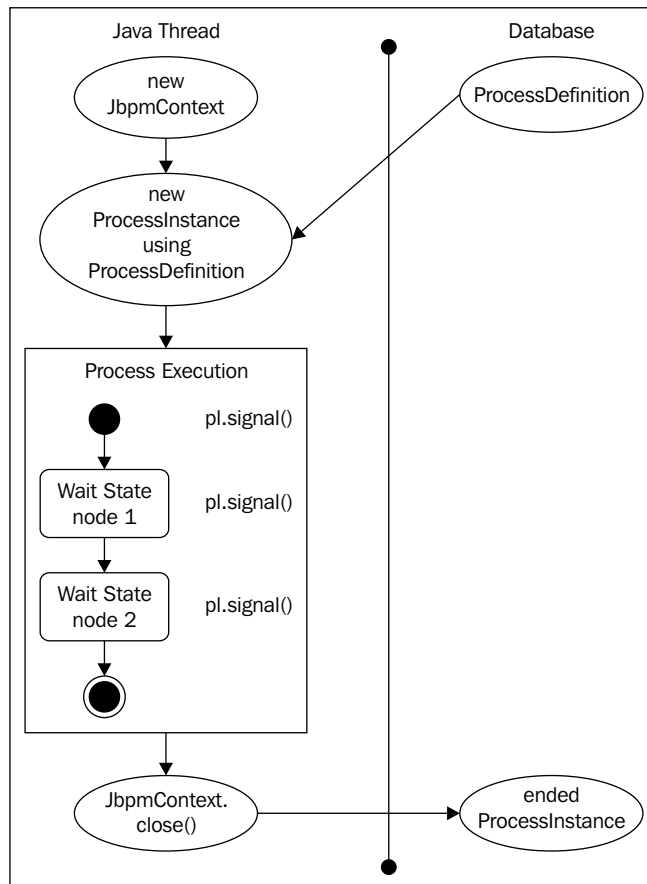 Java Thread
Database
new
JbpmContext
ProcessDefinition
new
ProcessInstance
using
ProcessDefinition
Process Execution
pl.signal()
Wait State
node 1
pl.signal()
Wait State
node 2
pl.signal()
JbpmContext.
close()
ended
ProcessInstance